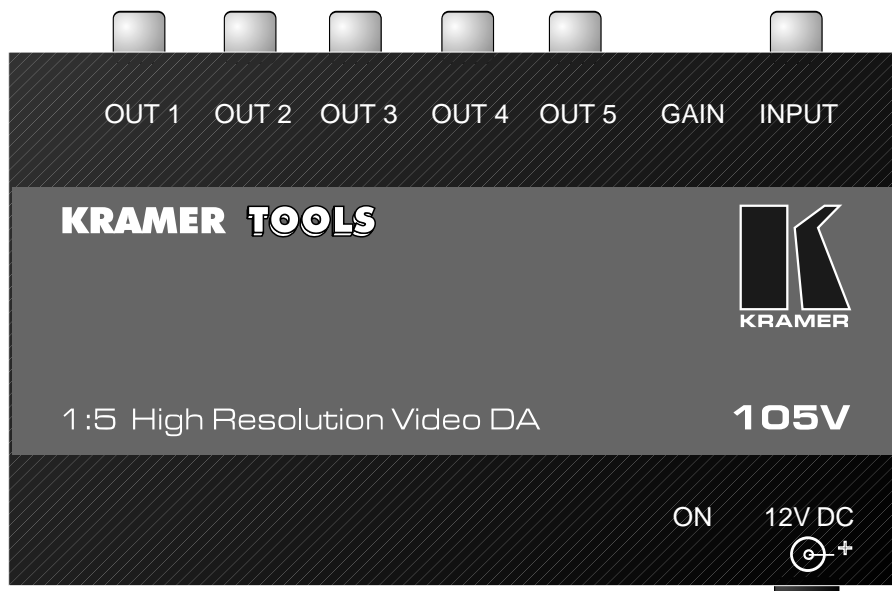 OUT 1 OUT 2 OUT 3 OUT 4 OUT 5 GAIN INPUT
KRAMER TOOLS
KRAMER
1:5 High Resolution Video DA 105V
ON 12V DC
+